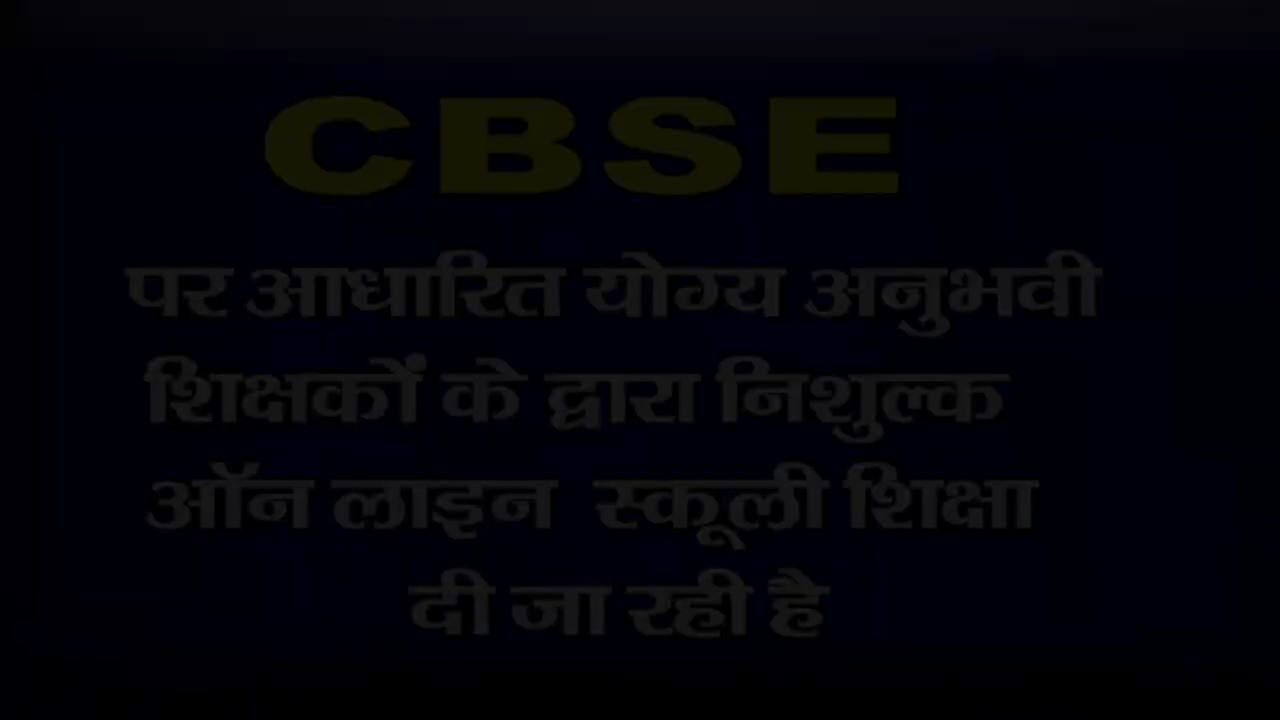 CBSE
पर आधारित योग्य अनुभवी
शिक्षकों के द्वारा निशुल्क
ऑन लाइन स्कूली शिक्षा
दी जा रही है